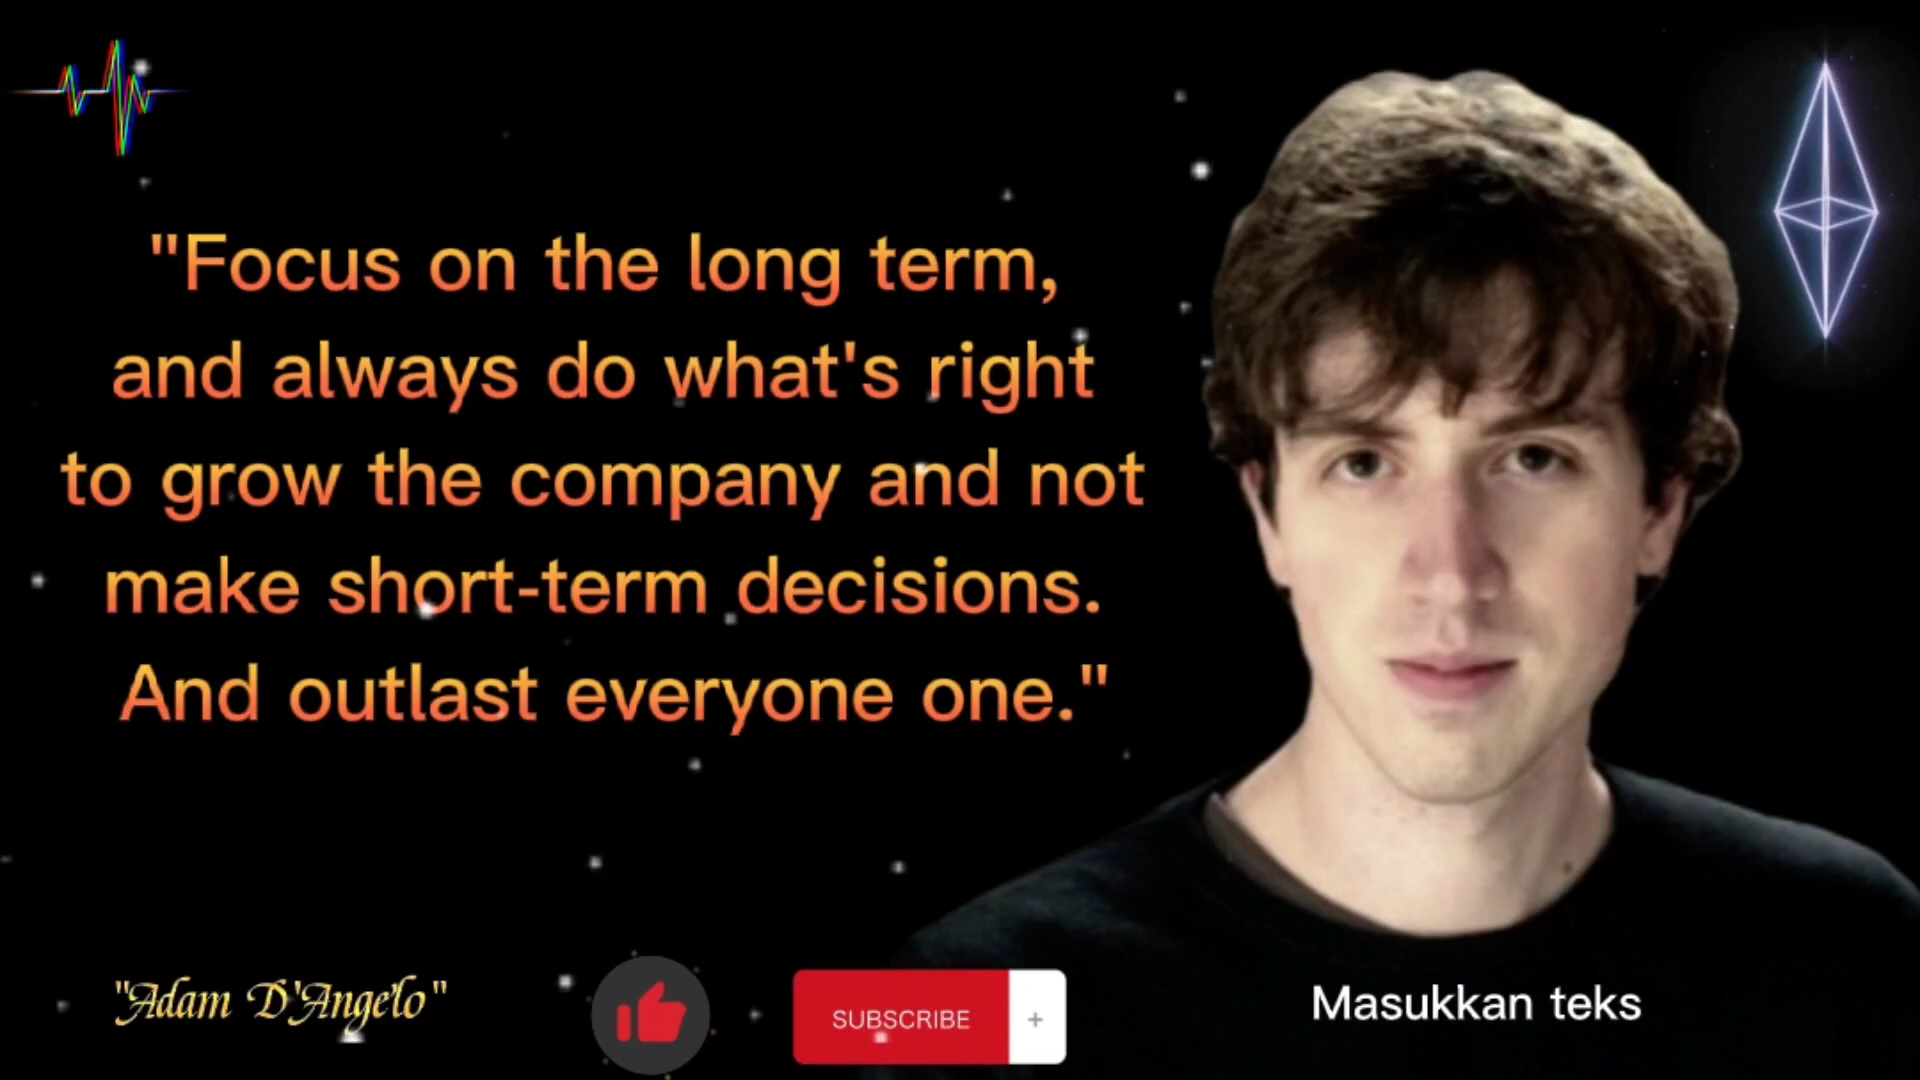 "Focus on the long term,
and always do what's right
to grow the company and not
make short-term decisions.
And outlast everyone one."
"Adam D'Angelo"
SUBSCRIBE +
Masukkan teks